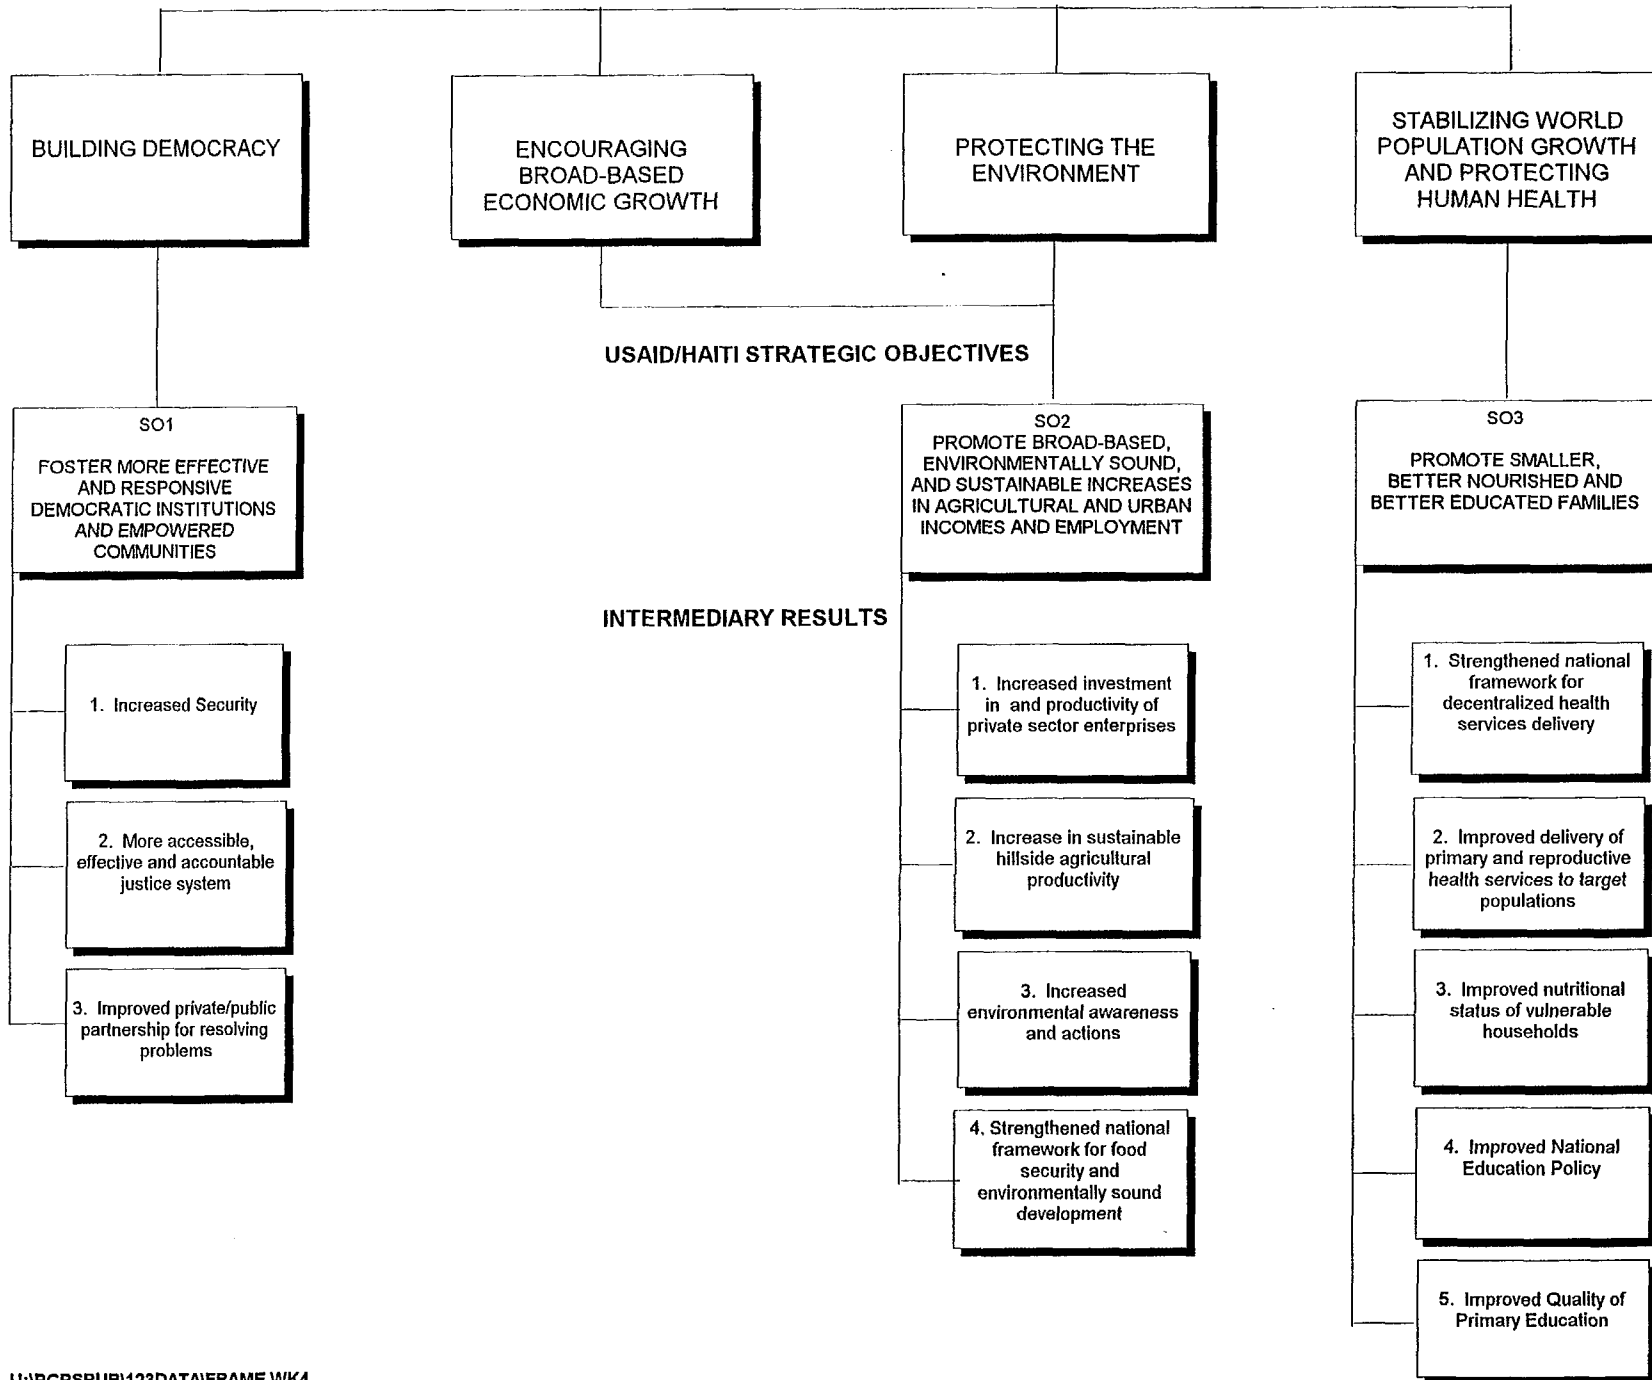 BUILDING DEMOCRACY
ENCOURAGING
BROAD-BASED
ECONOMIC GROWTH
PROTECTING THE
ENVIRONMENT
STABILIZING WORLD
POPULATION GROWTH
AND PROTECTING
HUMAN HEALTH
USAID/HAITI STRATEGIC OBJECTIVES
SO1
FOSTER MORE EFFECTIVE
AND RESPONSIVE
DEMOCRATIC INSTITUTIONS
AND EMPOWERED
COMMUNITIES
SO2
PROMOTE BROAD-BASED,
ENVIRONMENTALLY SOUND,
AND SUSTAINABLE INCREASES
IN AGRICULTURAL AND URBAN
INCOMES AND EMPLOYMENT
SO3
PROMOTE SMALLER,
BETTER NOURISHED AND
BETTER EDUCATED FAMILIES
INTERMEDIARY RESULTS
1. Increased Security
2. More accessible,
effective and accountable
justice system
3. Improved private/public
partnership for resolving
problems
1. Increased investment
in and productivity of
private sector enterprises
2. Increase in sustainable
hillside agricultural
productivity
3. Increased
environmental awareness
and actions
4. Strengthened national
framework for food
security and
environmentally sound
development
1. Strengthened national
framework for
decentralized health
services delivery
2. Improved delivery of
primary and reproductive
health services to target
populations
3. Improved nutritional
status of vulnerable
households
4. Improved National
Education Policy
5. Improved Quality of
Primary Education
U:\PCPSPUB\123DATA\FRAME.WK4